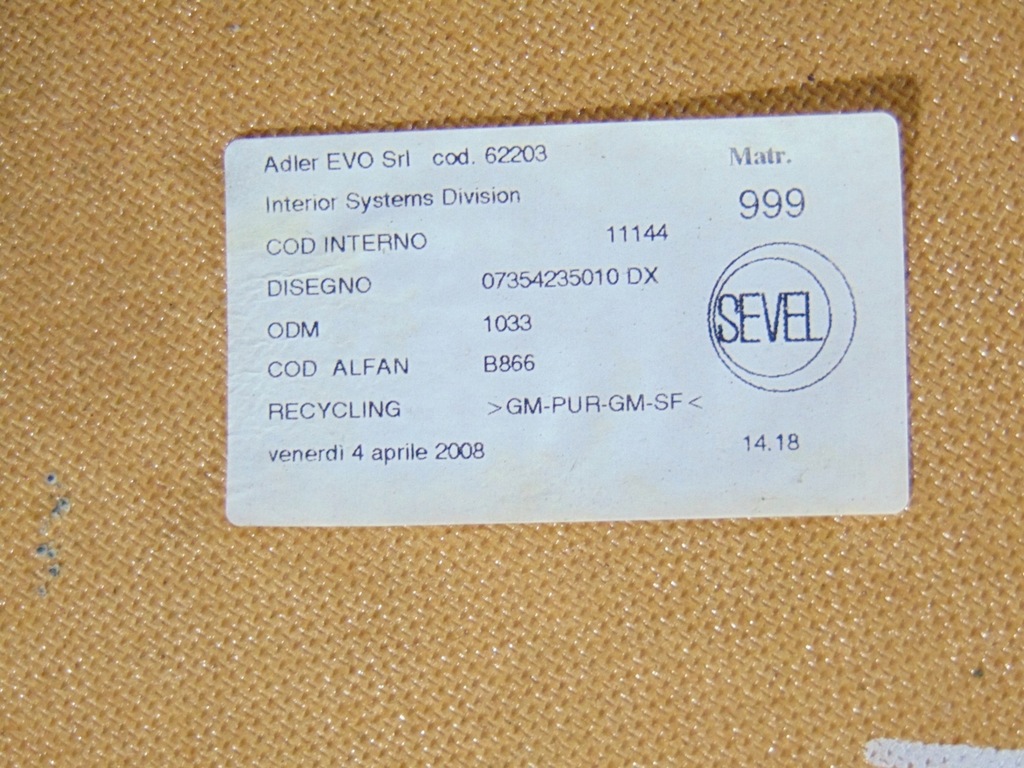 Adler EVO Srl cod. 62203 Matr.
Interior Systems Division 999
COD INTERNO 11144
DISEGNO 07354235010 DX
ODM 1033 SEVEL
COD ALFAN B866
RECYCLING >GM-PUR-GM-SF<
venerdì 4 aprile 2008 14.18